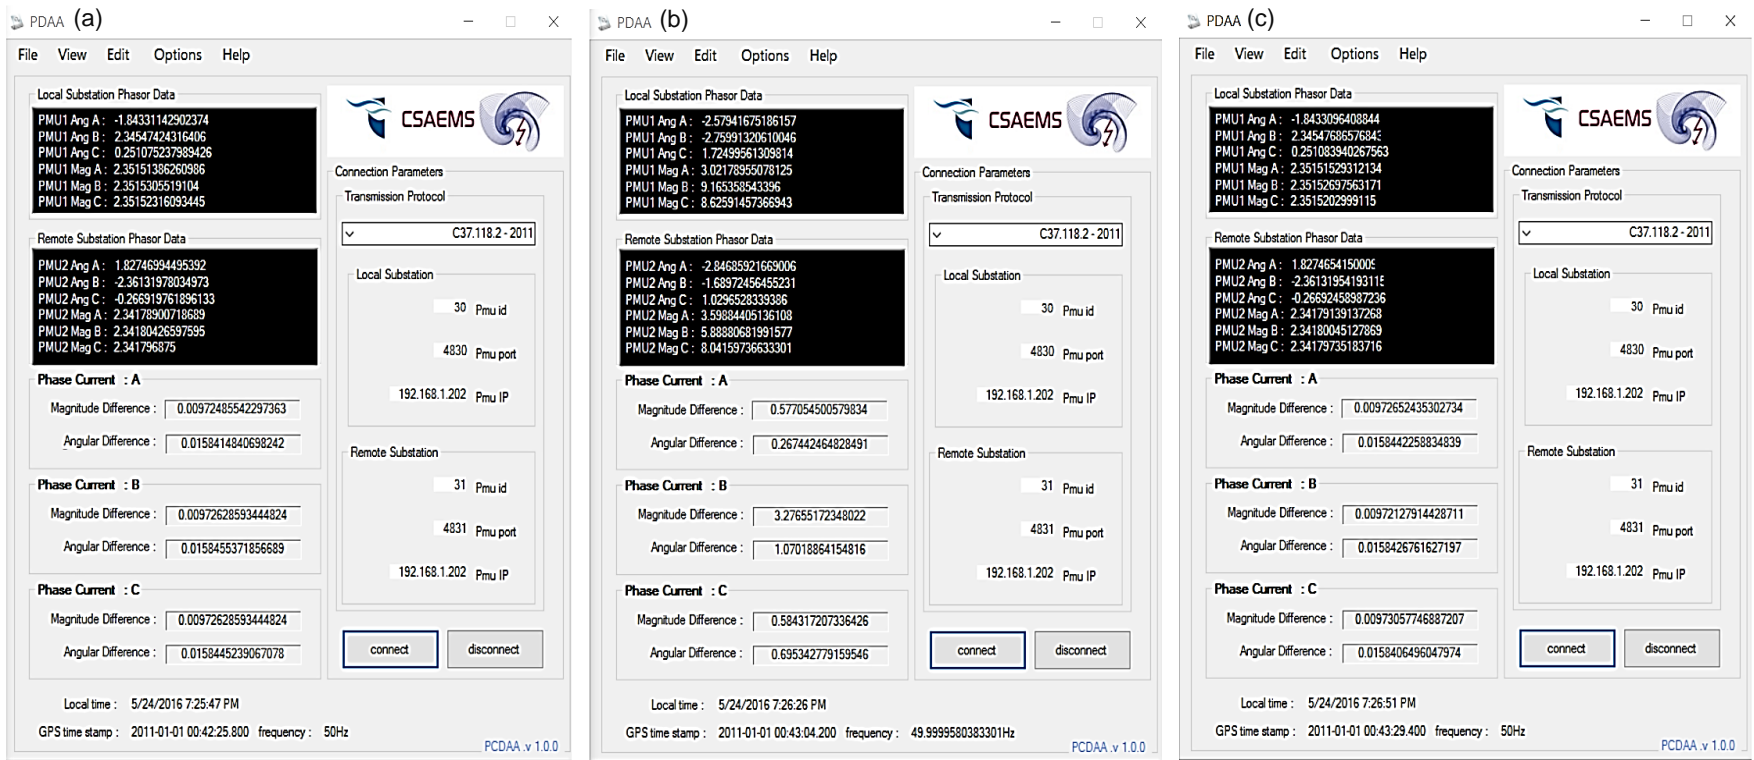 PDAA (a)
File View Edit Options Help
Local Substation Phasor Data
PMU1 Ang A : -1.84331142902374
PMU1 Ang B : 2.34547424316406
PMU1 Ang C : 0.251075237989426
PMU1 Mag A : 2.35151386260986
PMU1 Mag B : 2.3515305519104
PMU1 Mag C : 2.35152316093445
Remote Substation Phasor Data
PMU2 Ang A : 1.82746994495392
PMU2 Ang B : -2.36131978034973
PMU2 Ang C : -0.266919761896133
PMU2 Mag A : 2.34178900718689
PMU2 Mag B : 2.34180426597595
PMU2 Mag C : 2.341796875
Phase Current : A
Magnitude Difference : 0.00972485542297363
Angular Difference : 0.0158414840698242
Phase Current : B
Magnitude Difference : 0.00972628593444824
Angular Difference : 0.0158455371856689
Phase Current : C
Magnitude Difference : 0.00972628593444824
Angular Difference : 0.0158445239067078
CSAEMS
Connection Parameters
Transmission Protocol
C37.118.2 - 2011
Local Substation
30 Pmu id
4830 Pmu port
192.168.1.202 Pmu IP
Remote Substation
31 Pmu id
4831 Pmu port
192.168.1.202 Pmu IP
connect disconnect
Local time : 5/24/2016 7:25:47 PM
GPS time stamp : 2011-01-01 00:42:25.800 frequency : 50Hz
PCDAA .v 1.0.0
PDAA (b)
File View Edit Options Help
Local Substation Phasor Data
PMU1 Ang A : -2.57941675186157
PMU1 Ang B : -2.75991320610046
PMU1 Ang C : 1.72499561309814
PMU1 Mag A : 3.02178955078125
PMU1 Mag B : 9.165358543396
PMU1 Mag C : 8.62591457366943
Remote Substation Phasor Data
PMU2 Ang A : -2.84685921669006
PMU2 Ang B : -1.68972456455231
PMU2 Ang C : 1.0296528339386
PMU2 Mag A : 3.59884405136108
PMU2 Mag B : 5.88880681991577
PMU2 Mag C : 8.04159736633301
Phase Current : A
Magnitude Difference : 0.577054500579834
Angular Difference : 0.267442464828491
Phase Current : B
Magnitude Difference : 3.27655172348022
Angular Difference : 1.07018864154816
Phase Current : C
Magnitude Difference : 0.584317207336426
Angular Difference : 0.695342779159546
CSAEMS
Connection Parameters
Transmission Protocol
C37.118.2 - 2011
Local Substation
30 Pmu id
4830 Pmu port
192.168.1.202 Pmu IP
Remote Substation
31 Pmu id
4831 Pmu port
192.168.1.202 Pmu IP
connect disconnect
Local time : 5/24/2016 7:26:26 PM
GPS time stamp : 2011-01-01 00:43:04.200 frequency : 49.9999580383301Hz
PCDAA .v 1.0.0
PDAA (c)
File View Edit Options Help
Local Substation Phasor Data
PMU1 Ang A : -1.8433096408844
PMU1 Ang B : 2.34547686576843
PMU1 Ang C : 0.251083940267563
PMU1 Mag A : 2.35151529312134
PMU1 Mag B : 2.35152697563171
PMU1 Mag C : 2.3515202999115
Remote Substation Phasor Data
PMU2 Ang A : 1.82746541500095
PMU2 Ang B : -2.36131954193115
PMU2 Ang C : -0.26692458987236
PMU2 Mag A : 2.34179139137268
PMU2 Mag B : 2.34180045127869
PMU2 Mag C : 2.34179735183716
Phase Current : A
Magnitude Difference : 0.00972652435302734
Angular Difference : 0.0158442258834839
Phase Current : B
Magnitude Difference : 0.00972127914428711
Angular Difference : 0.0158426761627197
Phase Current : C
Magnitude Difference : 0.00973057746887207
Angular Difference : 0.0158406496047974
CSAEMS
Connection Parameters
Transmission Protocol
C37.118.2 - 2011
Local Substation
30 Pmu id
4830 Pmu port
192.168.1.202 Pmu IP
Remote Substation
31 Pmu id
4831 Pmu port
192.168.1.202 Pmu IP
connect disconnect
Local time : 5/24/2016 7:26:51 PM
GPS time stamp : 2011-01-01 00:43:29.400 frequency : 50Hz
PCDAA .v 1.0.0